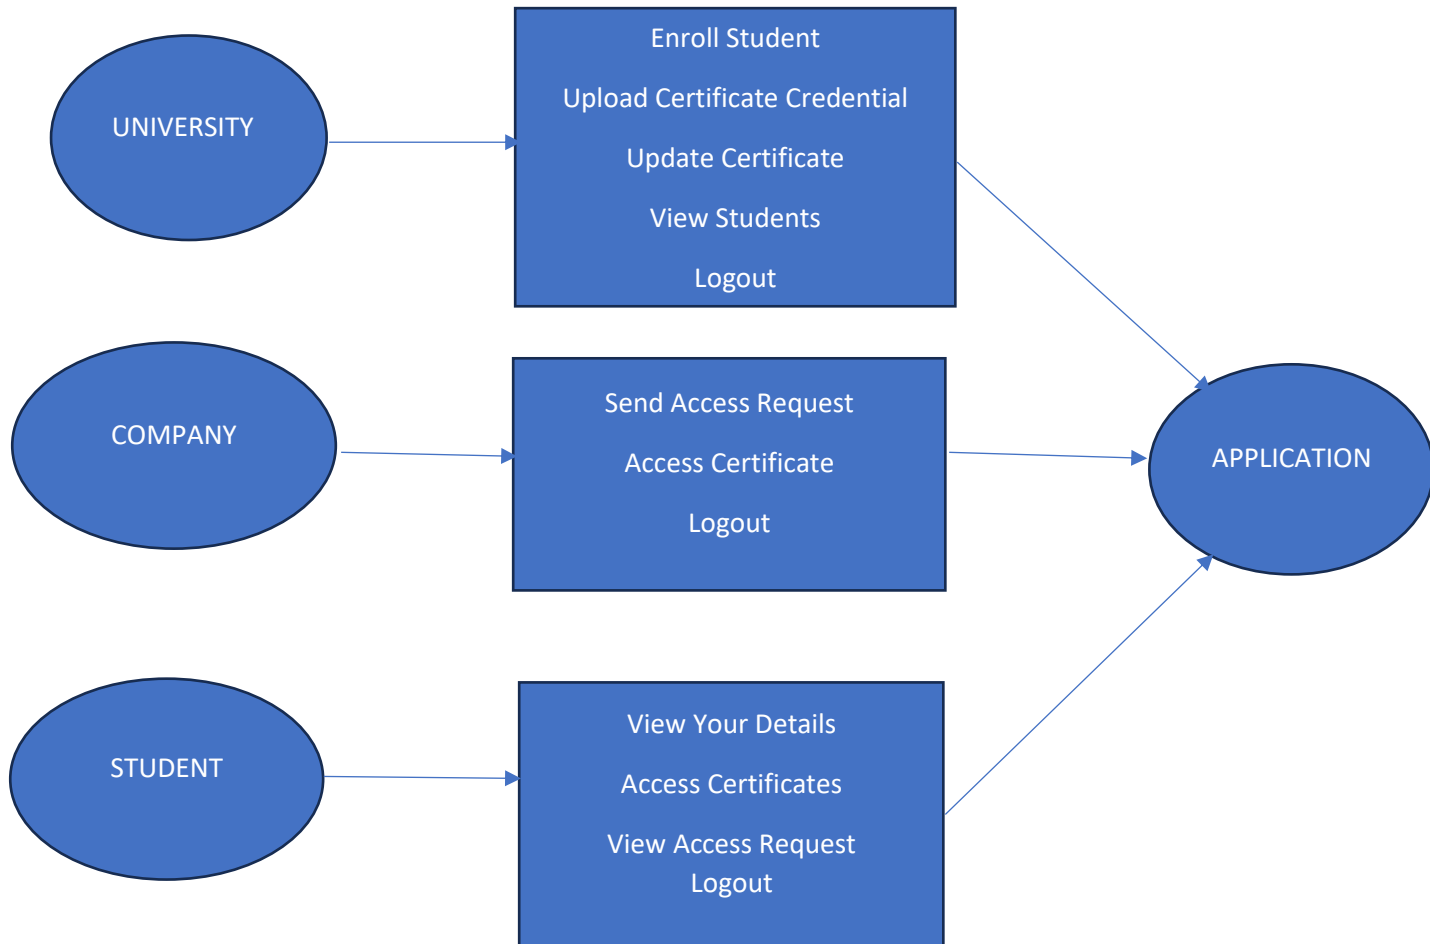 UNIVERSITY
Enroll Student
Upload Certificate Credential
Update Certificate
View Students
Logout
COMPANY
Send Access Request
Access Certificate
Logout
APPLICATION
STUDENT
View Your Details
Access Certificates
View Access Request
Logout